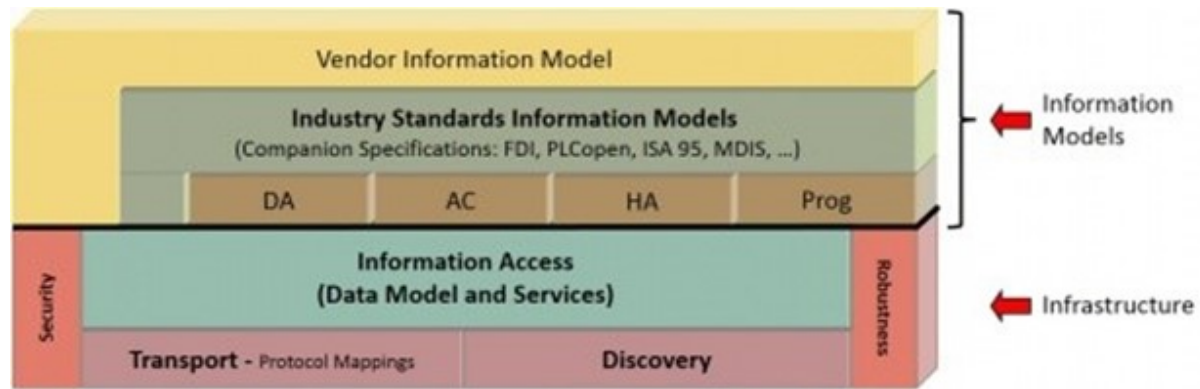 Vendor Information Model
Industry Standards Information Models
(Companion Specifications: FDI, PLCopen, ISA 95, MDIS, ...)
DA AC HA Prog
Information
Models
Security
Information Access
(Data Model and Services)
Robustness
Infrastructure
Transport - Protocol Mappings
Discovery